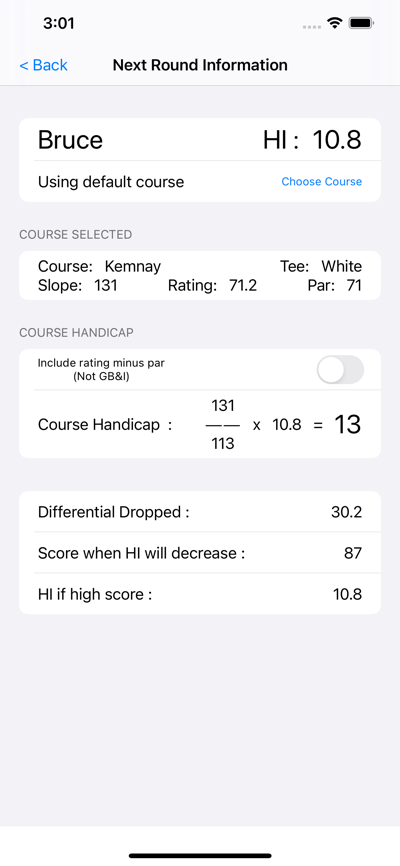 3:01
< Back Next Round Information
Bruce HI : 10.8
Using default course Choose Course
COURSE SELECTED
Course: Kemnay Tee: White
Slope: 131 Rating: 71.2 Par: 71
COURSE HANDICAP
Include rating minus par
(Not GB&I)
131
Course Handicap : —— x 10.8 = 13
113
Differential Dropped : 30.2
Score when HI will decrease : 87
HI if high score : 10.8